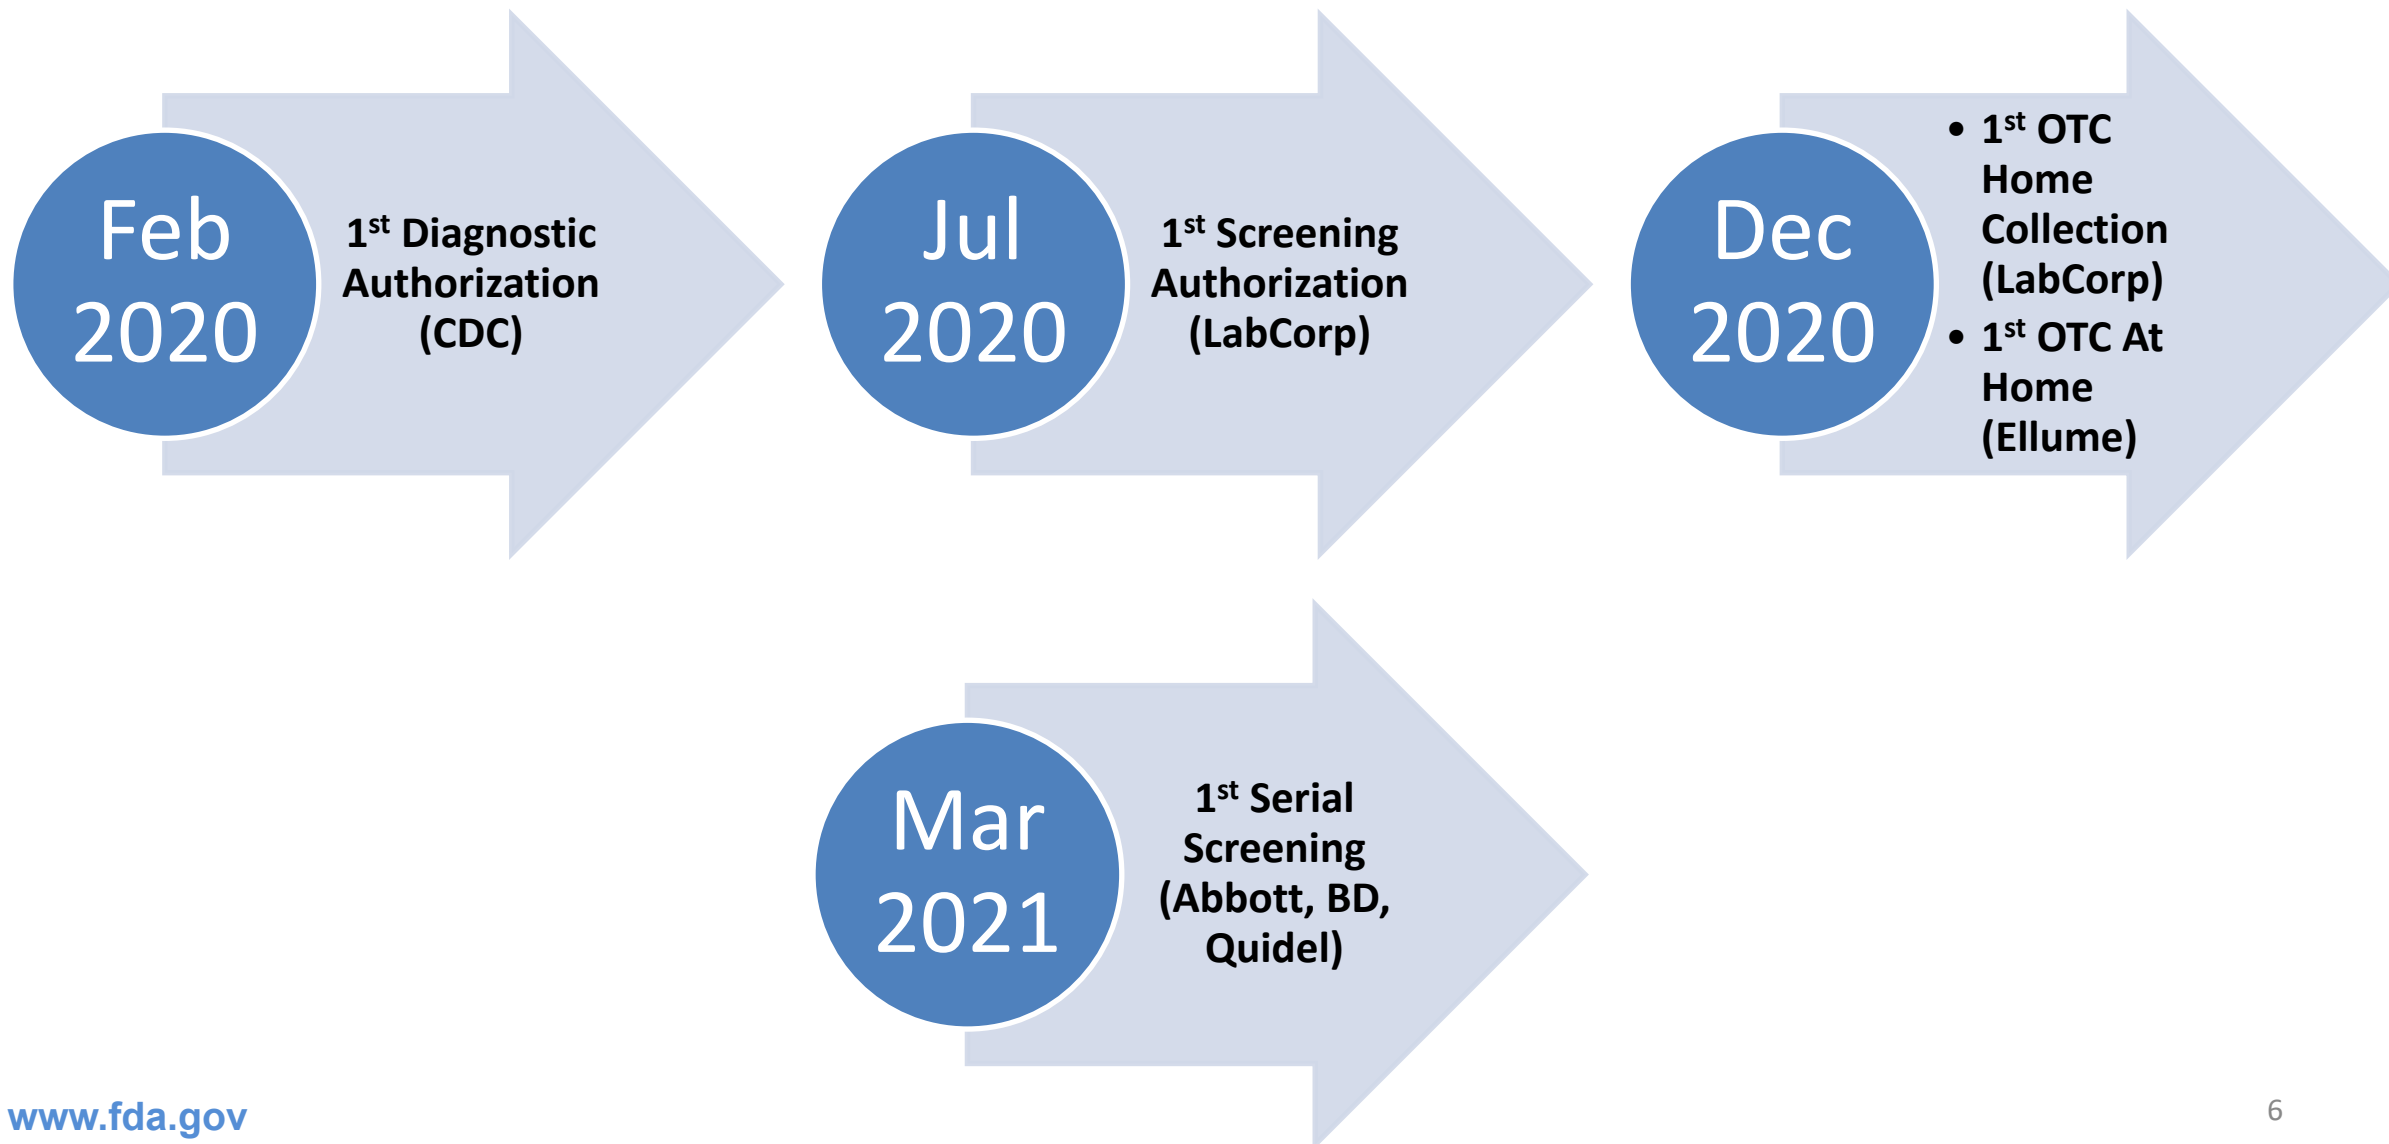 Feb
2020
1st Diagnostic
Authorization
(CDC)
Jul
2020
1st Screening
Authorization
(LabCorp)
Dec
2020
• 1st OTC
Home
Collection
(LabCorp)
• 1st OTC At
Home
(Ellume)
Mar
2021
1st Serial
Screening
(Abbott, BD,
Quidel)
www.fda.gov
6